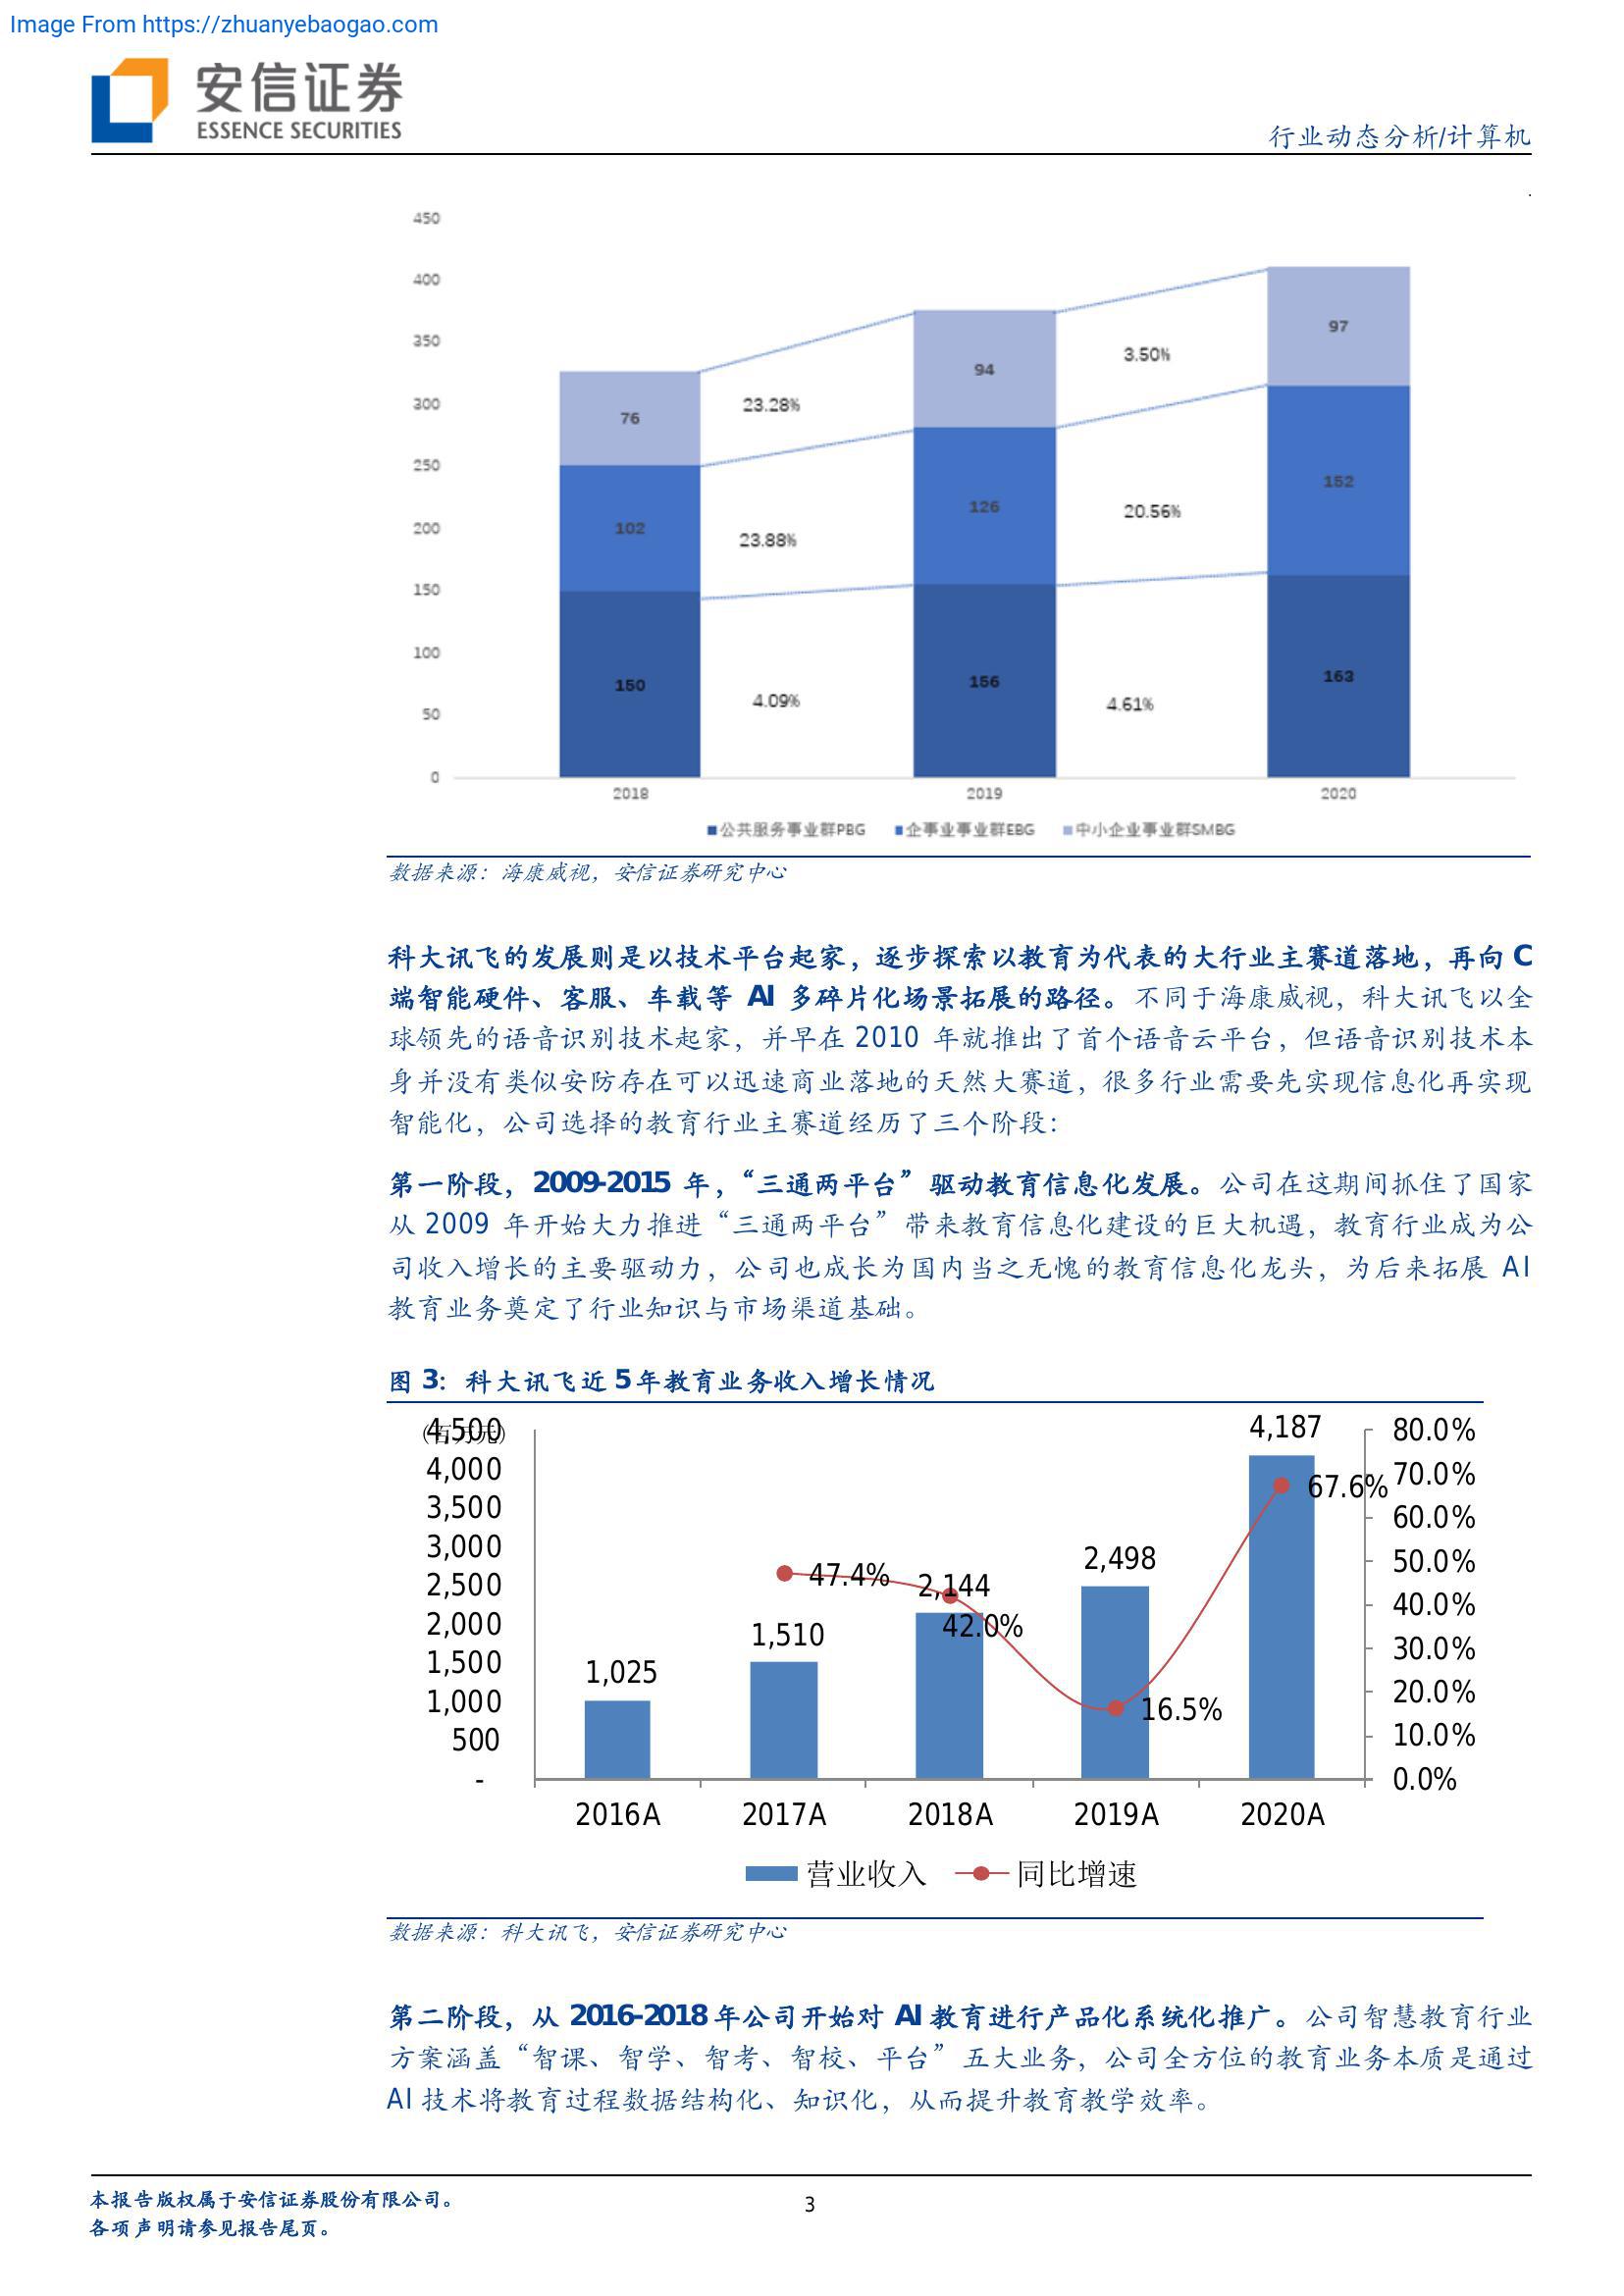 Image From https://zhuanyebaogao.com
安信证券
ESSENCE SECURITIES
行业动态分析/计算机
450
400
350
300
250
200
150
100
50
0
76
102
150
23.28%
23.88%
4.09%
94
126
156
3.50%
20.56%
4.61%
97
152
163
2018 2019 2020
公共服务事业群PBG 企事业事业群EBG 中小企业事业群SMBG
数据来源：海康威视，安信证券研究中心
科大讯飞的发展则是以技术平台起家，逐步探索以教育为代表的大行业主赛道落地，再向 C
端智能硬件、客服、车载等 AI 多碎片化场景拓展的路径。不同于海康威视，科大讯飞以全
球领先的语音识别技术起家，并早在 2010 年就推出了首个语音云平台，但语音识别技术本
身并没有类似安防存在可以迅速商业落地的天然大赛道，很多行业需要先实现信息化再实现
智能化，公司选择的教育行业主赛道经历了三个阶段：
第一阶段，2009-2015 年，“三通两平台”驱动教育信息化发展。公司在这期间抓住了国家
从 2009 年开始大力推进“三通两平台”带来教育信息化建设的巨大机遇，教育行业成为公
司收入增长的主要驱动力，公司也成长为国内当之无愧的教育信息化龙头，为后来拓展 AI
教育业务奠定了行业知识与市场渠道基础。
图 3：科大讯飞近 5 年教育业务收入增长情况
（百万元）
4,500
4,000
3,500
3,000
2,500
2,000
1,500
1,000
500
-
1,025
1,510
2,144
2,498
4,187
47.4%
42.0%
16.5%
67.6%
80.0%
70.0%
60.0%
50.0%
40.0%
30.0%
20.0%
10.0%
0.0%
2016A 2017A 2018A 2019A 2020A
营业收入 同比增速
数据来源：科大讯飞，安信证券研究中心
第二阶段，从 2016-2018 年公司开始对 AI 教育进行产品化系统化推广。公司智慧教育行业
方案涵盖“智课、智学、智考、智校、平台”五大业务，公司全方位的教育业务本质是通过
AI 技术将教育过程数据结构化、知识化，从而提升教育教学效率。
本报告版权属于安信证券股份有限公司。
3
各项声明请参见报告尾页。